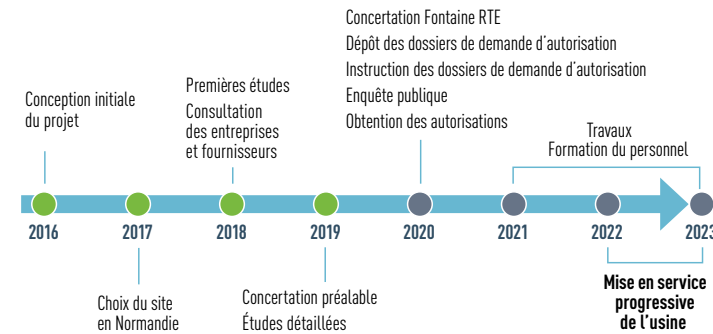 Concertation Fontaine RTE
Dépôt des dossiers de demande d'autorisation
Instruction des dossiers de demande d'autorisation
Enquête publique
Obtention des autorisations
Premières études
Consultation
des entreprises
et fournisseurs
Conception initiale
du projet
Travaux
Formation du personnel
2016
2017
2018
2019
2020
2021
2022
2023
Choix du site
en Normandie
Concertation préalable
Études détaillées
Mise en service
progressive
de l'usine